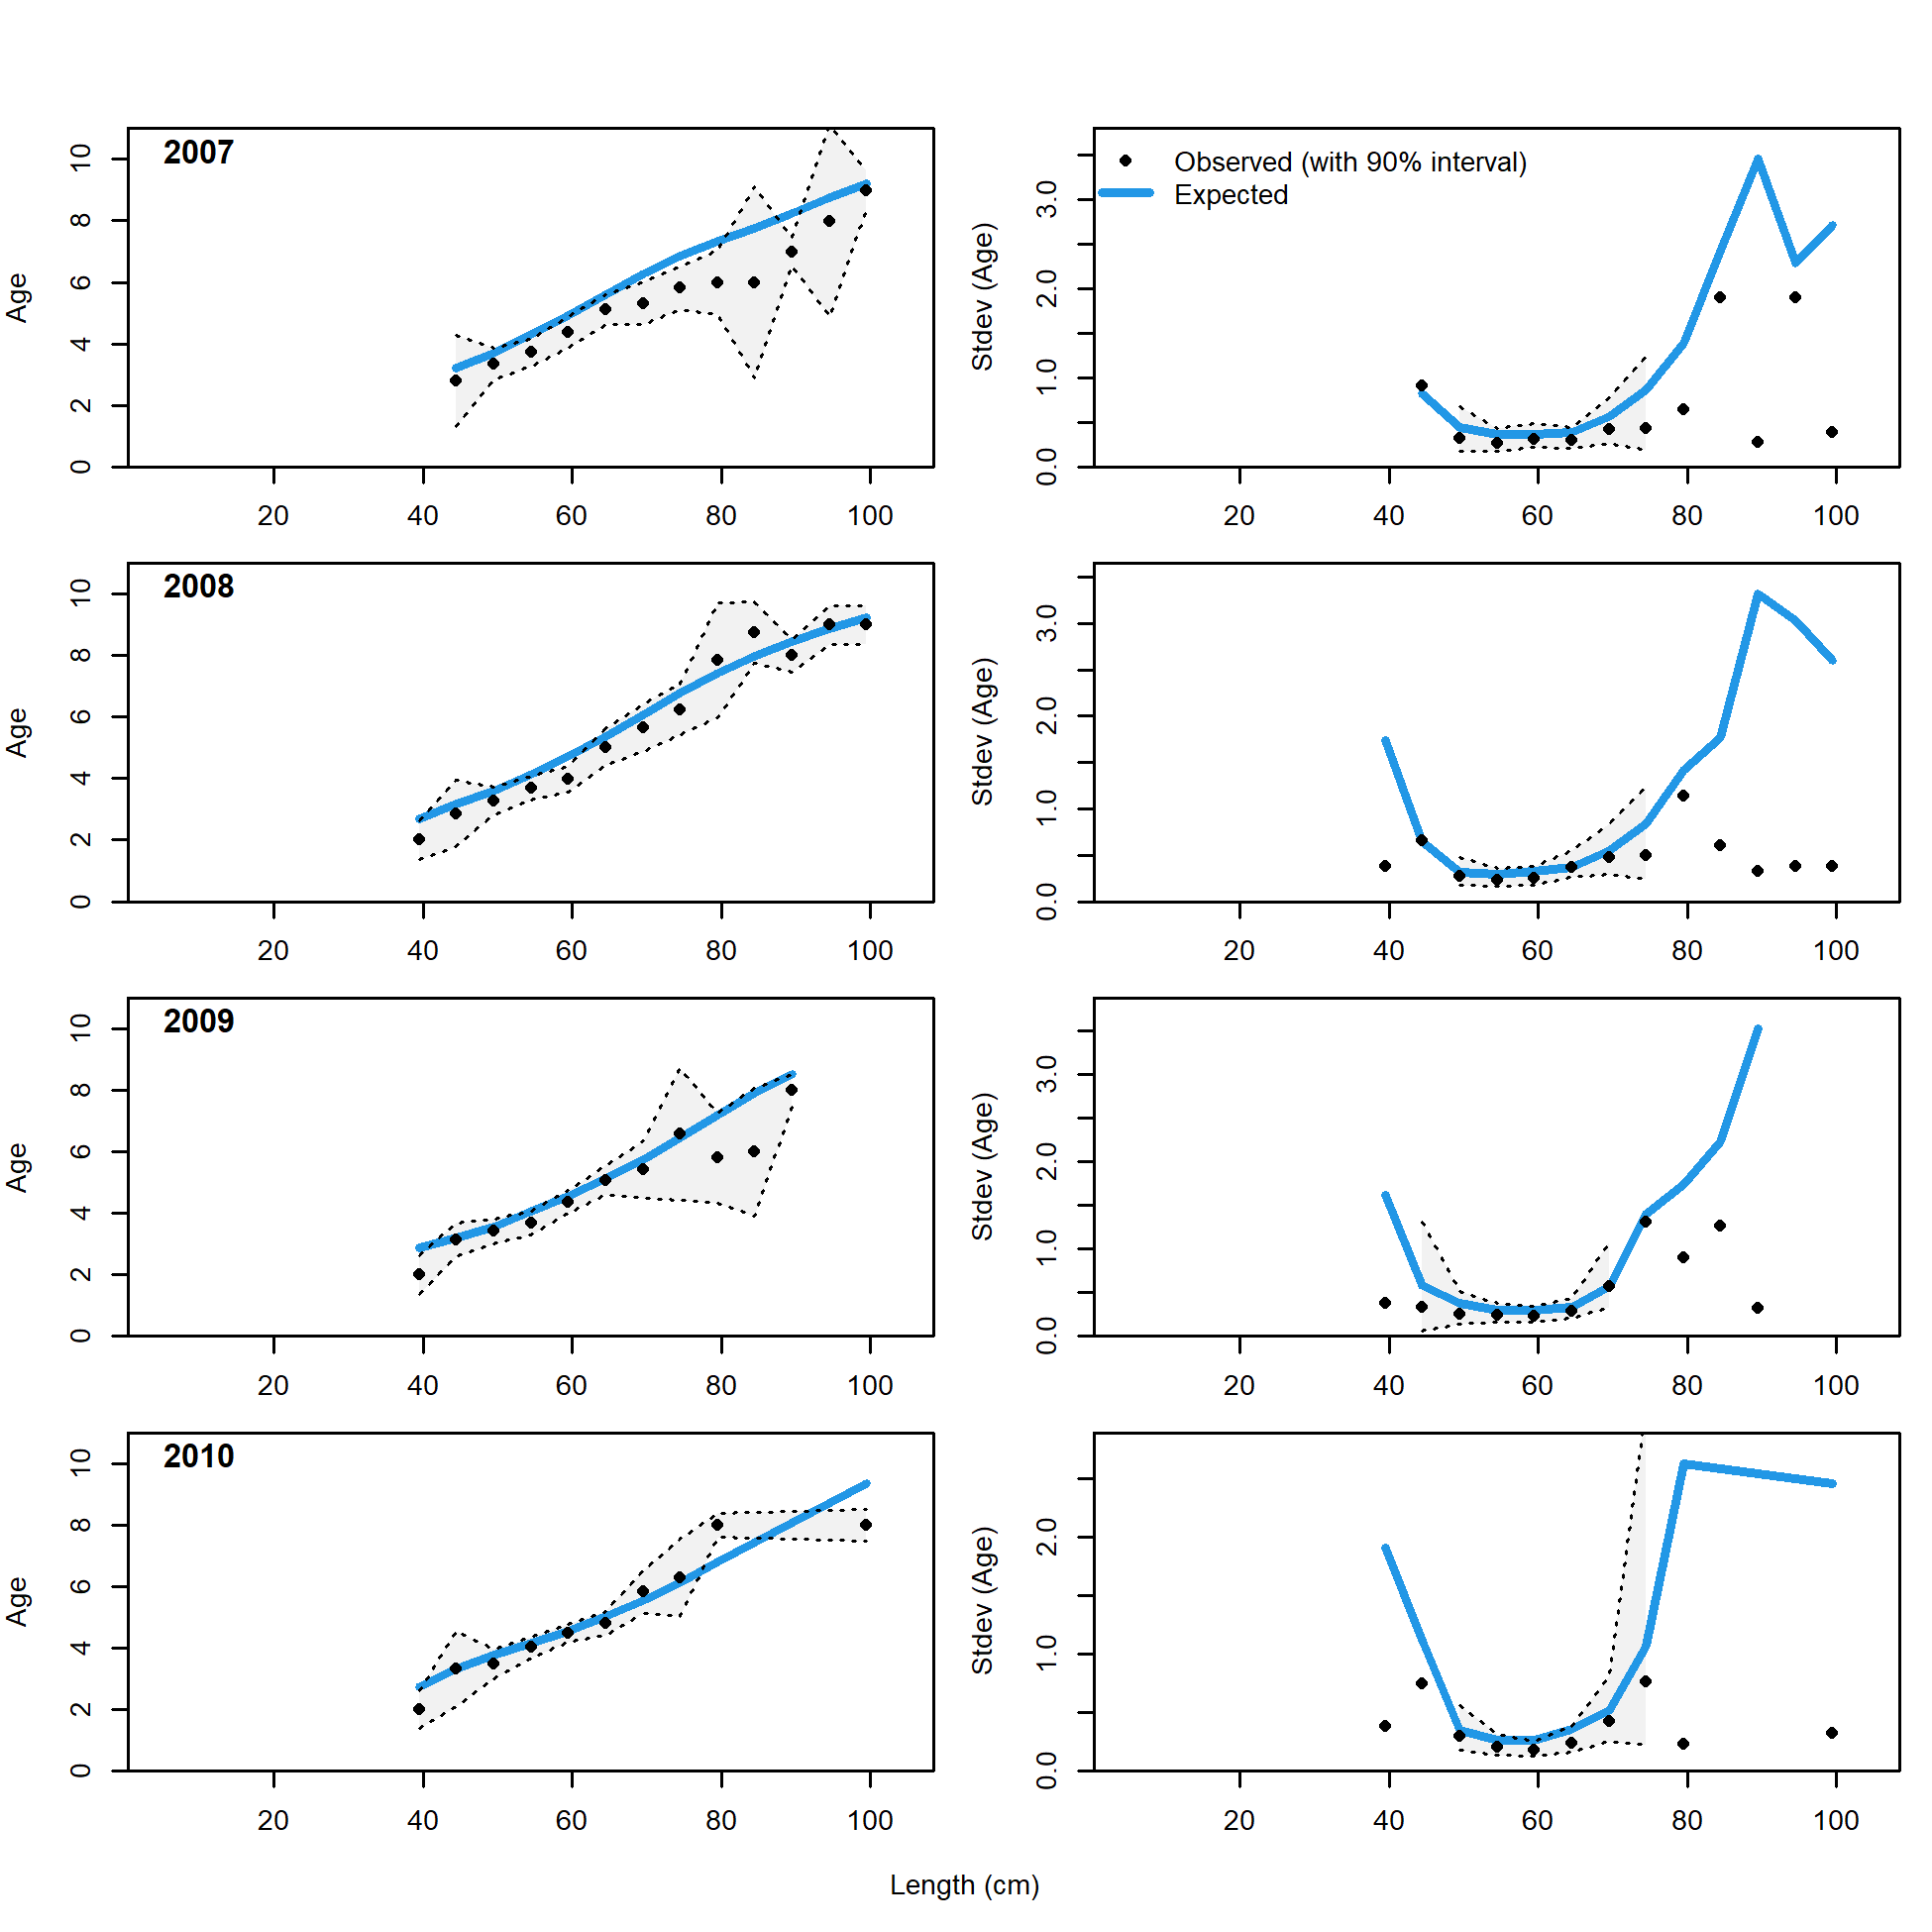 2007
Age
0 2 4 6 8 10
20 40 60 80 100
Observed (with 90% interval)
Expected
Stdev (Age)
0.0 1.0 2.0 3.0
20 40 60 80 100
2008
Age
0 2 4 6 8 10
20 40 60 80 100
Stdev (Age)
0.0 1.0 2.0 3.0
20 40 60 80 100
2009
Age
0 2 4 6 8 10
20 40 60 80 100
Stdev (Age)
0.0 1.0 2.0 3.0
20 40 60 80 100
2010
Age
0 2 4 6 8 10
20 40 60 80 100
Stdev (Age)
0.0 1.0 2.0
20 40 60 80 100
Length (cm)